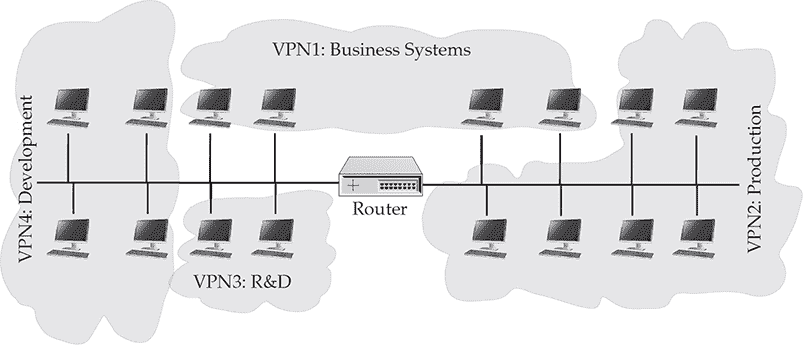 VPN1: Business Systems
VPN4: Development
Router
VPN2: Production
VPN3: R&D